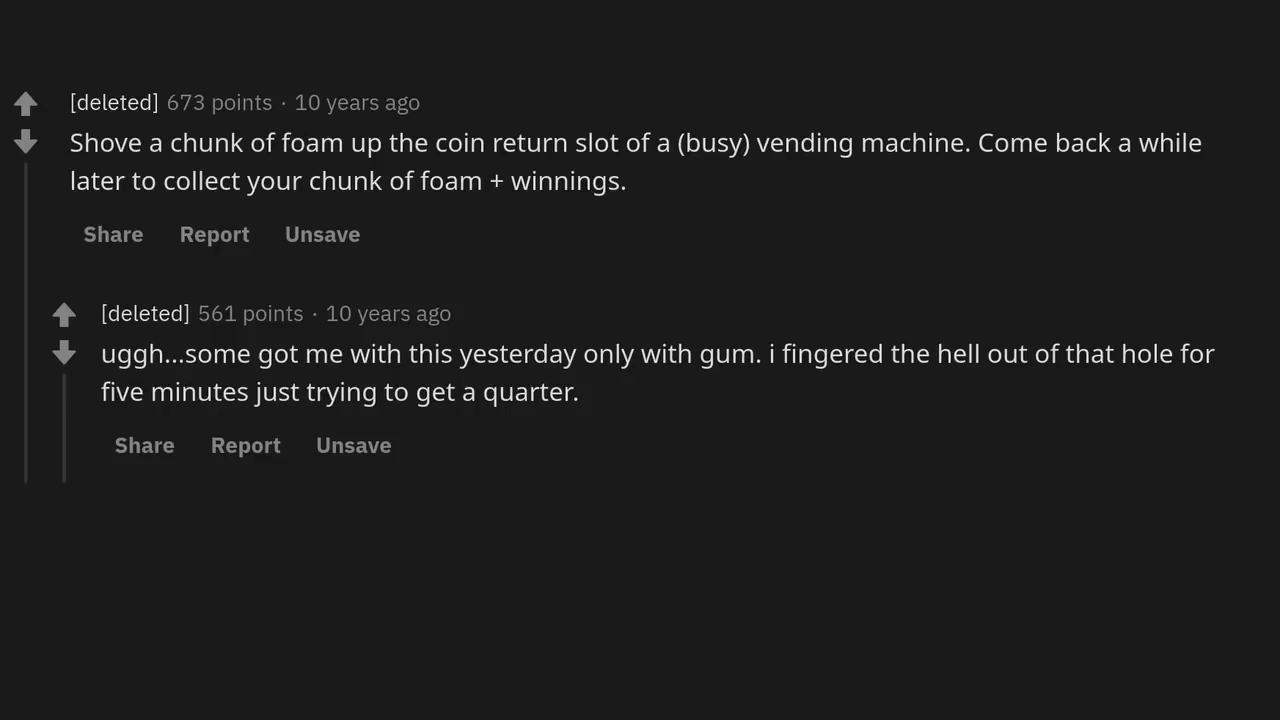 [deleted] 673 points · 10 years ago
Shove a chunk of foam up the coin return slot of a (busy) vending machine. Come back a while
later to collect your chunk of foam + winnings.
Share Report Unsave
[deleted] 561 points · 10 years ago
uggh...some got me with this yesterday only with gum. i fingered the hell out of that hole for
five minutes just trying to get a quarter.
Share Report Unsave